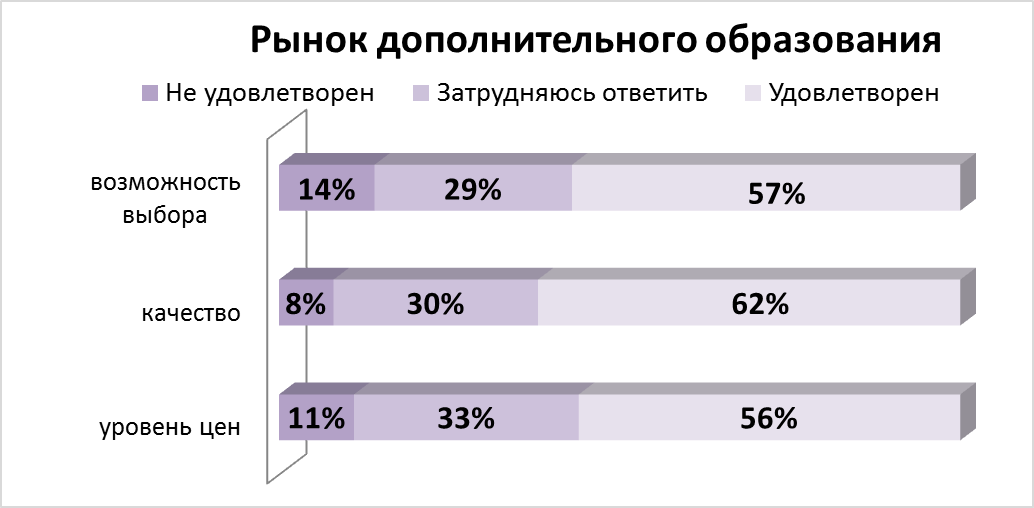 Рынок дополнительного образования
Не удовлетворен Затрудняюсь ответить Удовлетворен
возможность
выбора
14% 29% 57%
качество
8% 30% 62%
уровень цен
11% 33% 56%